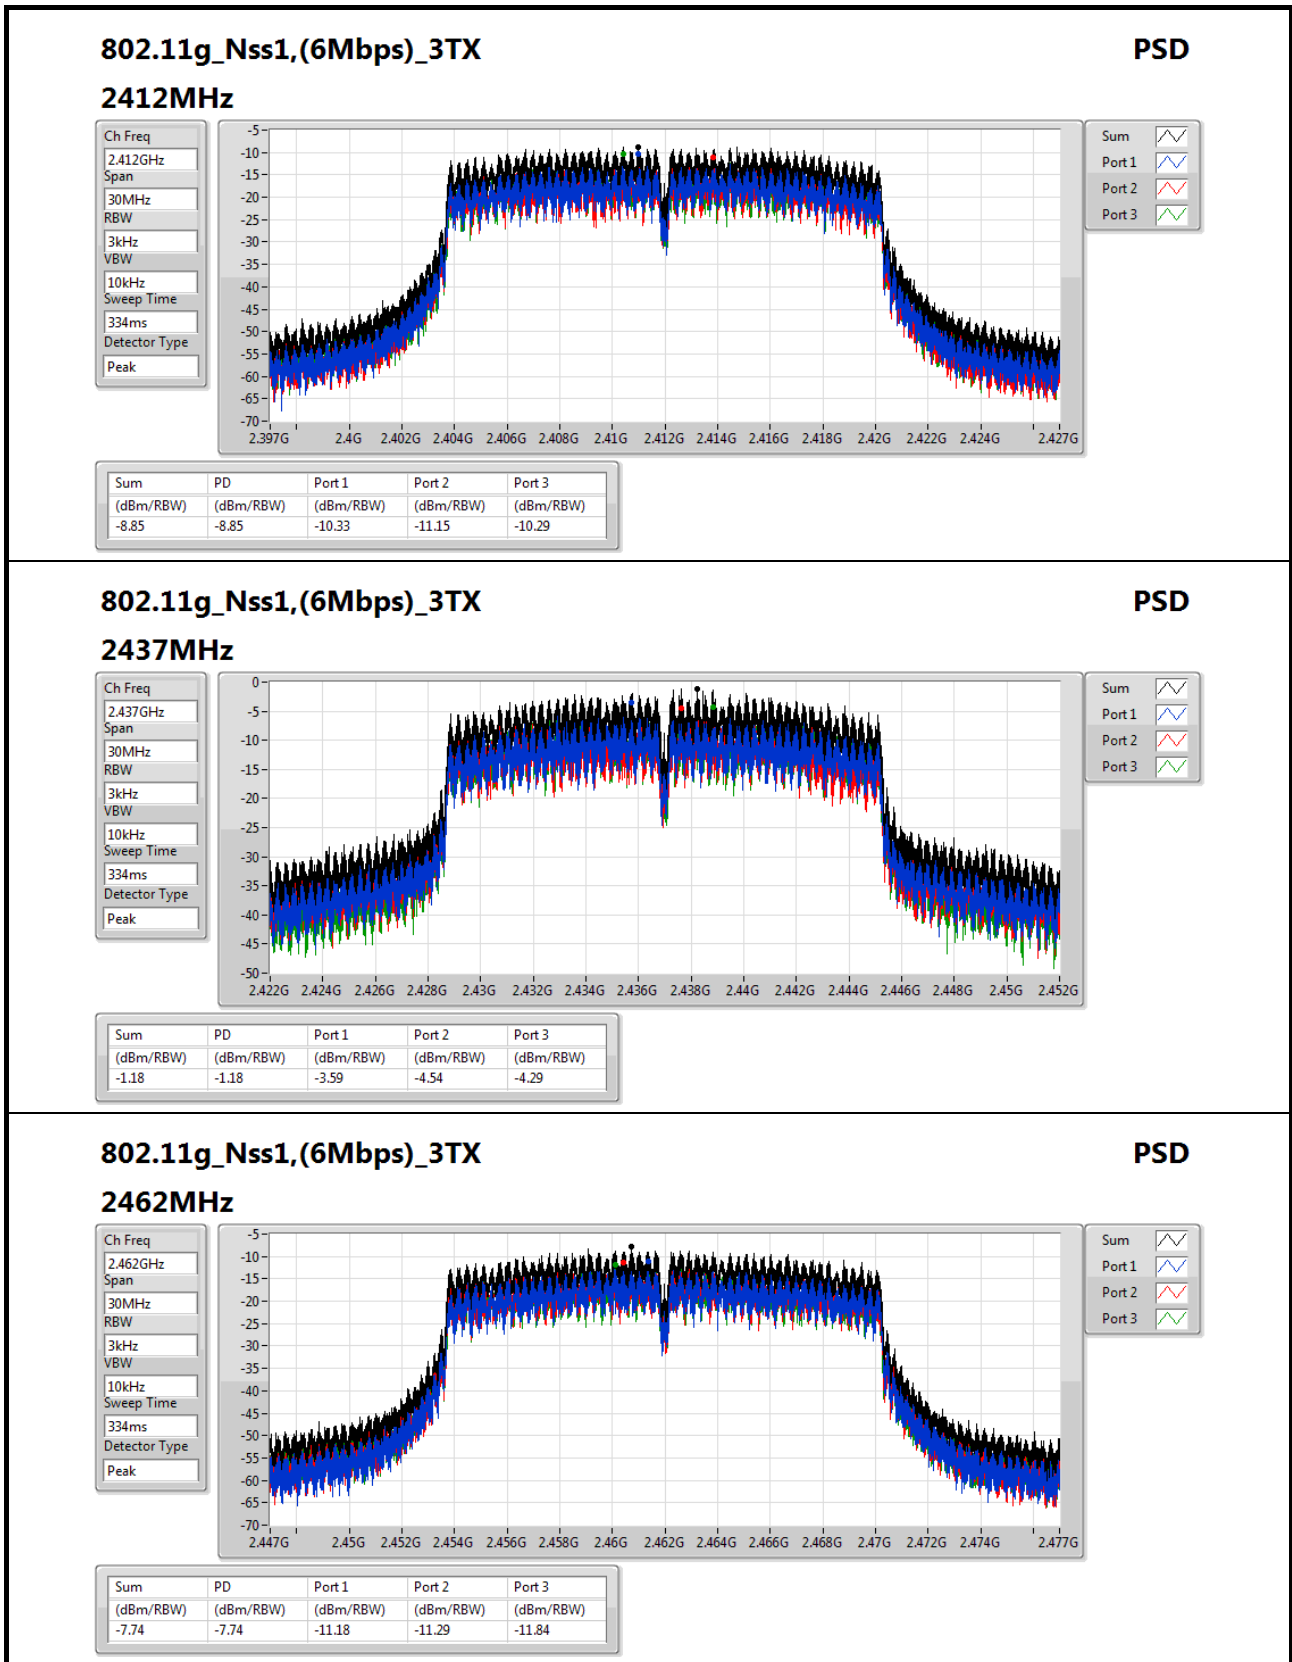 802.11g_Nss1,(6Mbps)_3TX PSD
2412MHz
Ch Freq
2.412GHz
Span
30MHz
RBW
3kHz
VBW
10kHz
Sweep Time
334ms
Detector Type
Peak
-5
-10
-15
-20
-25
-30
-35
-40
-45
-50
-55
-60
-65
-70
2.397G 2.4G 2.402G 2.404G 2.406G 2.408G 2.41G 2.412G 2.414G 2.416G 2.418G 2.42G 2.422G 2.424G 2.427G
Sum
Port 1
Port 2
Port 3
Sum PD Port 1 Port 2 Port 3
(dBm/RBW) (dBm/RBW) (dBm/RBW) (dBm/RBW) (dBm/RBW)
-8.85 -8.85 -10.33 -11.15 -10.29
802.11g_Nss1,(6Mbps)_3TX PSD
2437MHz
Ch Freq
2.437GHz
Span
30MHz
RBW
3kHz
VBW
10kHz
Sweep Time
334ms
Detector Type
Peak
0
-5
-10
-15
-20
-25
-30
-35
-40
-45
-50
2.422G 2.424G 2.426G 2.428G 2.43G 2.432G 2.434G 2.436G 2.438G 2.44G 2.442G 2.444G 2.446G 2.448G 2.45G 2.452G
Sum
Port 1
Port 2
Port 3
Sum PD Port 1 Port 2 Port 3
(dBm/RBW) (dBm/RBW) (dBm/RBW) (dBm/RBW) (dBm/RBW)
-1.18 -1.18 -3.59 -4.54 -4.29
802.11g_Nss1,(6Mbps)_3TX PSD
2462MHz
Ch Freq
2.462GHz
Span
30MHz
RBW
3kHz
VBW
10kHz
Sweep Time
334ms
Detector Type
Peak
-5
-10
-15
-20
-25
-30
-35
-40
-45
-50
-55
-60
-65
-70
2.447G 2.45G 2.452G 2.454G 2.456G 2.458G 2.46G 2.462G 2.464G 2.466G 2.468G 2.47G 2.472G 2.474G 2.477G
Sum
Port 1
Port 2
Port 3
Sum PD Port 1 Port 2 Port 3
(dBm/RBW) (dBm/RBW) (dBm/RBW) (dBm/RBW) (dBm/RBW)
-7.74 -7.74 -11.18 -11.29 -11.84